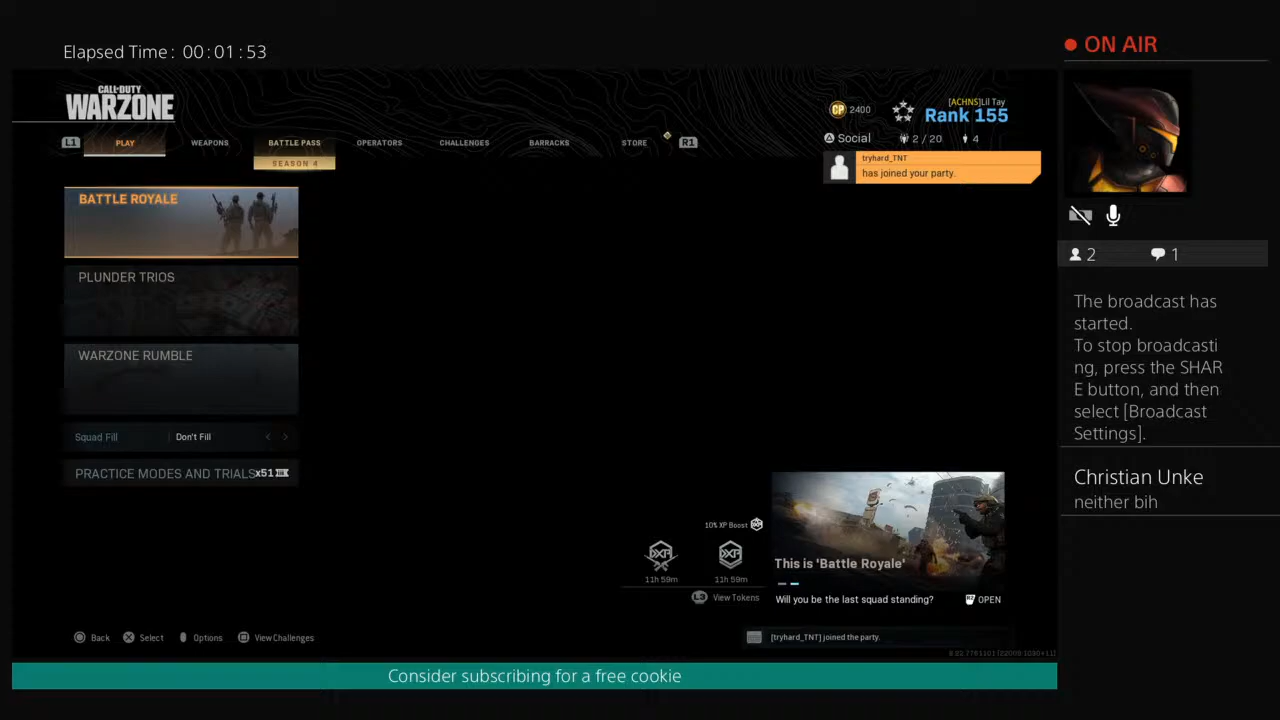 Elapsed Time: 00:01:53
ON AIR
CALL OF DUTY
WARZONE
CP 2400
[ACHNS]Lil Tay
Rank 155
Social 2 / 20 4
L1 PLAY WEAPONS BATTLE PASS OPERATORS CHALLENGES BARRACKS STORE R1
SEASON 4
tryhard_TNT
has joined your party.
BATTLE ROYALE
PLUNDER TRIOS
WARZONE RUMBLE
Squad Fill Don't Fill
PRACTICE MODES AND TRIALS x51
2 1
The broadcast has
started.
To stop broadcasti
ng, press the SHAR
E button, and then
select [Broadcast
Settings].
Christian Unke
neither bih
10% XP Boost
2XP 2XP
11h 59m 11h 59m
L3 View Tokens
This is 'Battle Royale'
Will you be the last squad standing? OPEN
Back Select Options View Challenges
[tryhard_TNT] joined the party.
Consider subscribing for a free cookie